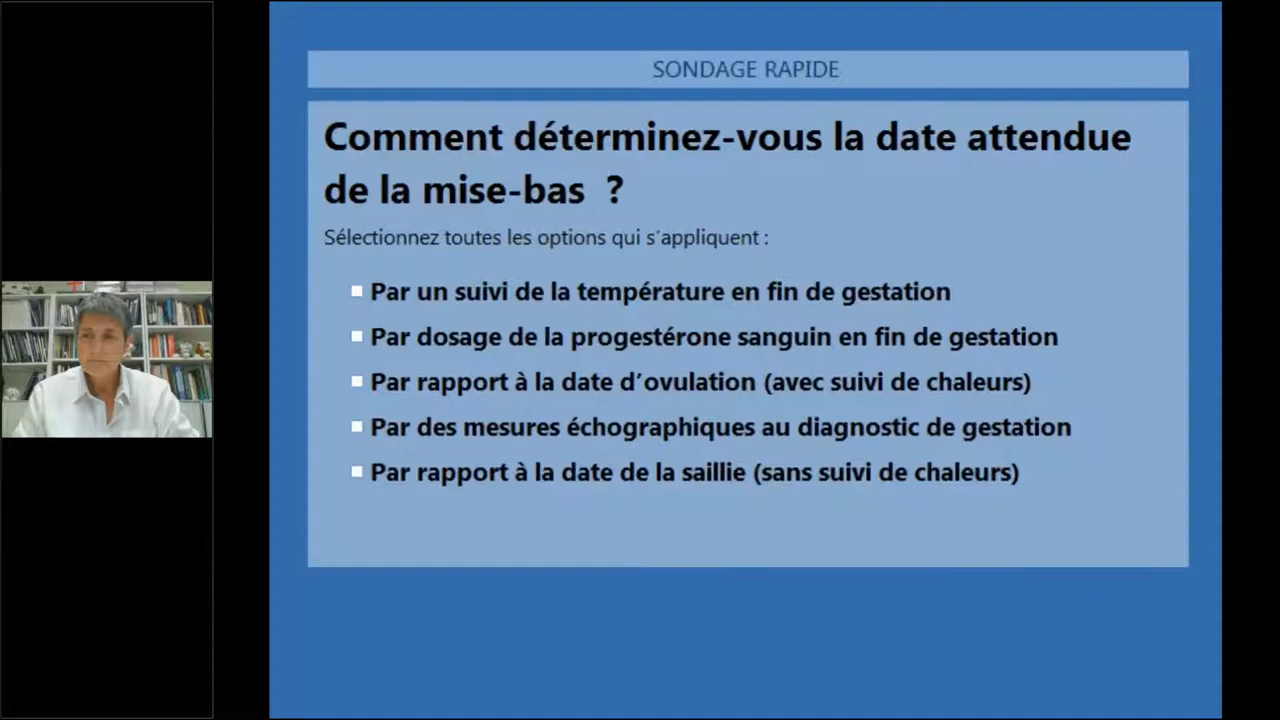 SONDAGE RAPIDE
Comment déterminez-vous la date attendue
de la mise-bas ?
Sélectionnez toutes les options qui s'appliquent :
Par un suivi de la température en fin de gestation
Par dosage de la progestérone sanguin en fin de gestation
Par rapport à la date d'ovulation (avec suivi de chaleurs)
Par des mesures échographiques au diagnostic de gestation
Par rapport à la date de la saillie (sans suivi de chaleurs)